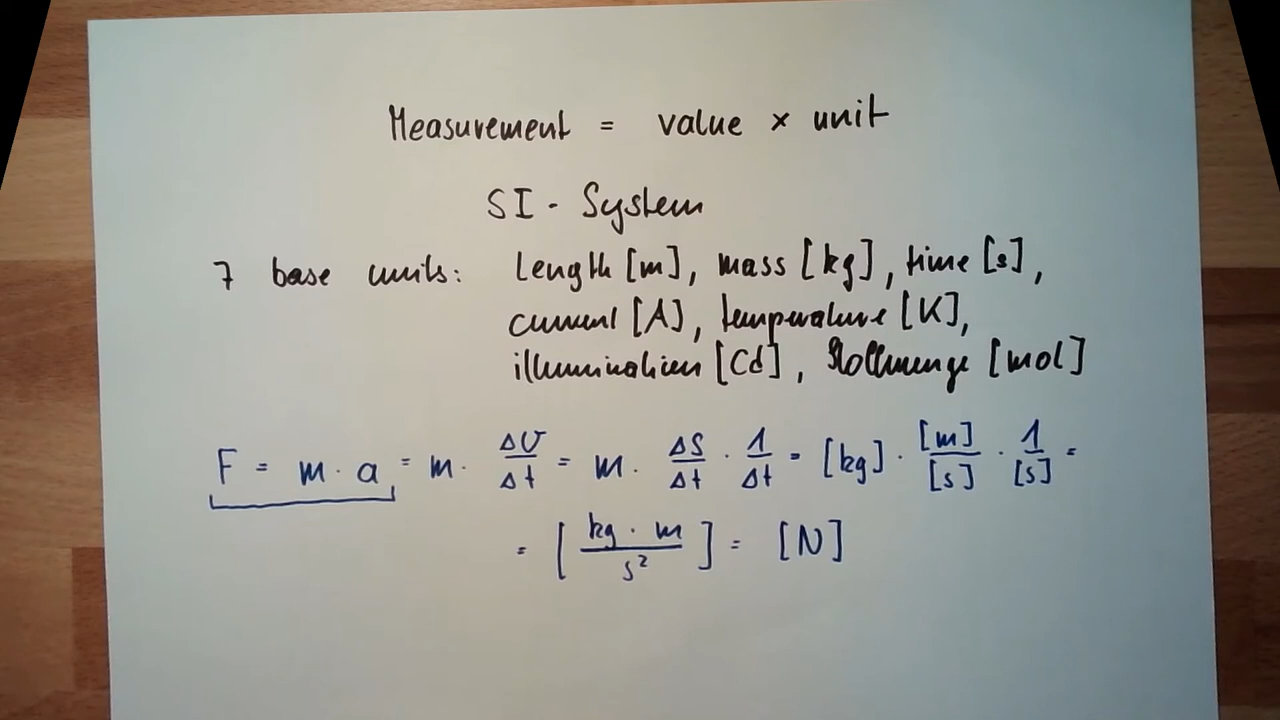 Measurement = value × unit
SI - System
7 base units: length [m], mass [kg], time [s],
current [A], temperature [K],
illumination [Cd], Stoffmenge [mol]
F = m · a = m · ΔV/Δt = m · ΔS/Δt · 1/Δt = [kg] · [m]/[s] · 1/[s] =
= [kg · m / s²] = [N]